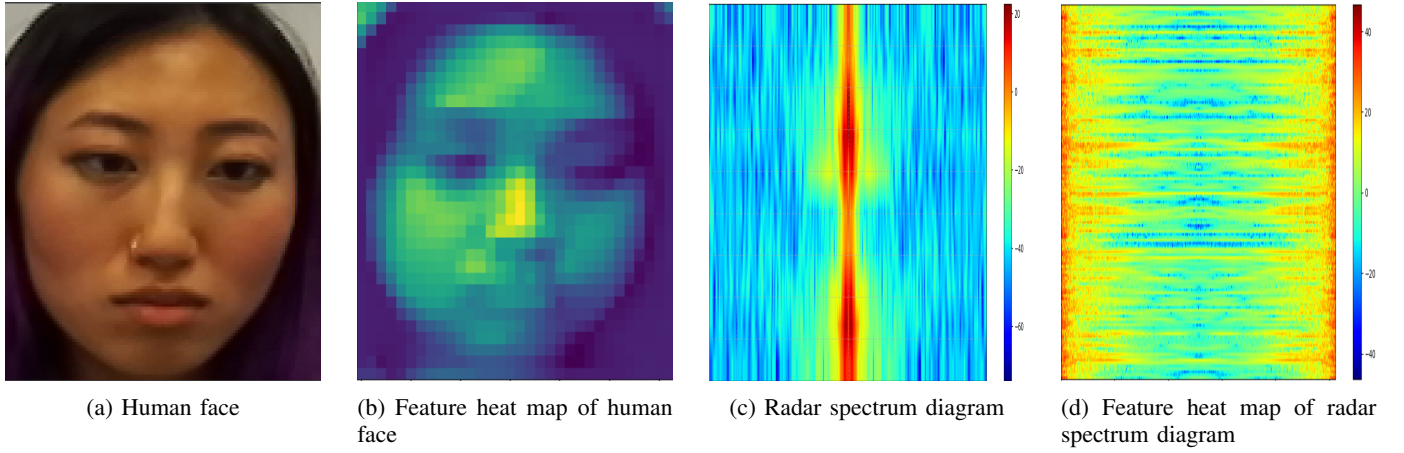 20
0
−20
−40
−60
40
20
0
−20
−40
(a) Human face
(b) Feature heat map of human
face
(c) Radar spectrum diagram
(d) Feature heat map of radar
spectrum diagram